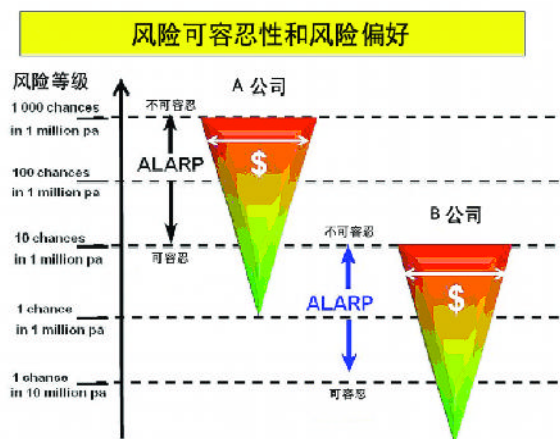 风险可容忍性和风险偏好
风险等级
A 公司
1 000 chances
in 1 million pa
不可容忍
ALARP
$
100 chances
in 1 million pa
B 公司
10 chances
in 1 million pa
可容忍
不可容忍
ALARP
$
1 chance
in 1 million pa
1 chance
in 10 million pa
可容忍